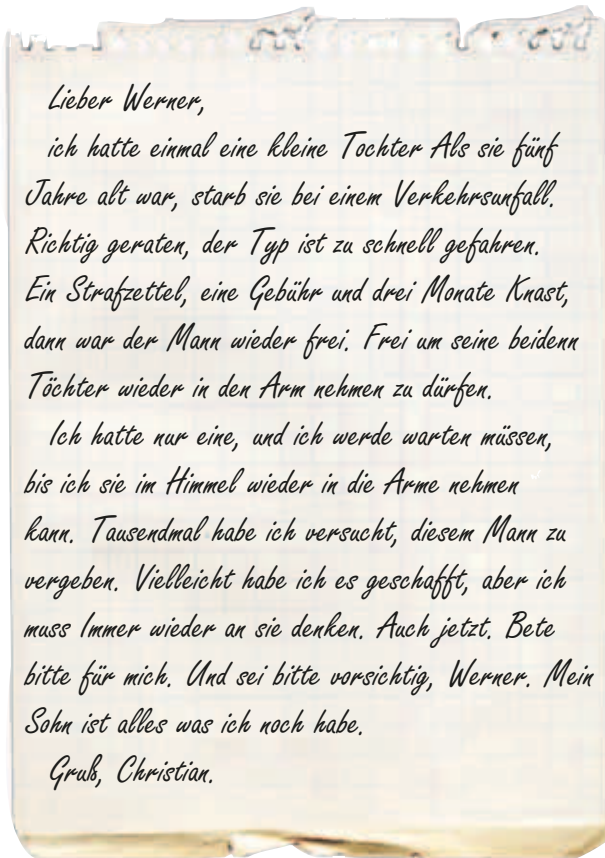 Lieber Werner,
ich hatte einmal eine kleine Tochter Als sie fünf
Jahre alt war, starb sie bei einem Verkehrsunfall.
Richtig geraten, der Typ ist zu schnell gefahren.
Ein Strafzettel, eine Gebühr und drei Monate Knast,
dann war der Mann wieder frei. Frei um seine beidenn
Töchter wieder in den Arm nehmen zu dürfen.
Ich hatte nur eine, und ich werde warten müssen,
bis ich sie im Himmel wieder in die Arme nehmen
kann. Tausendmal habe ich versucht, diesem Mann zu
vergeben. Vielleicht habe ich es geschafft, aber ich
muss Immer wieder an sie denken. Auch jetzt. Bete
bitte für mich. Und sei bitte vorsichtig, Werner. Mein
Sohn ist alles was ich noch habe.
Gruß, Christian.